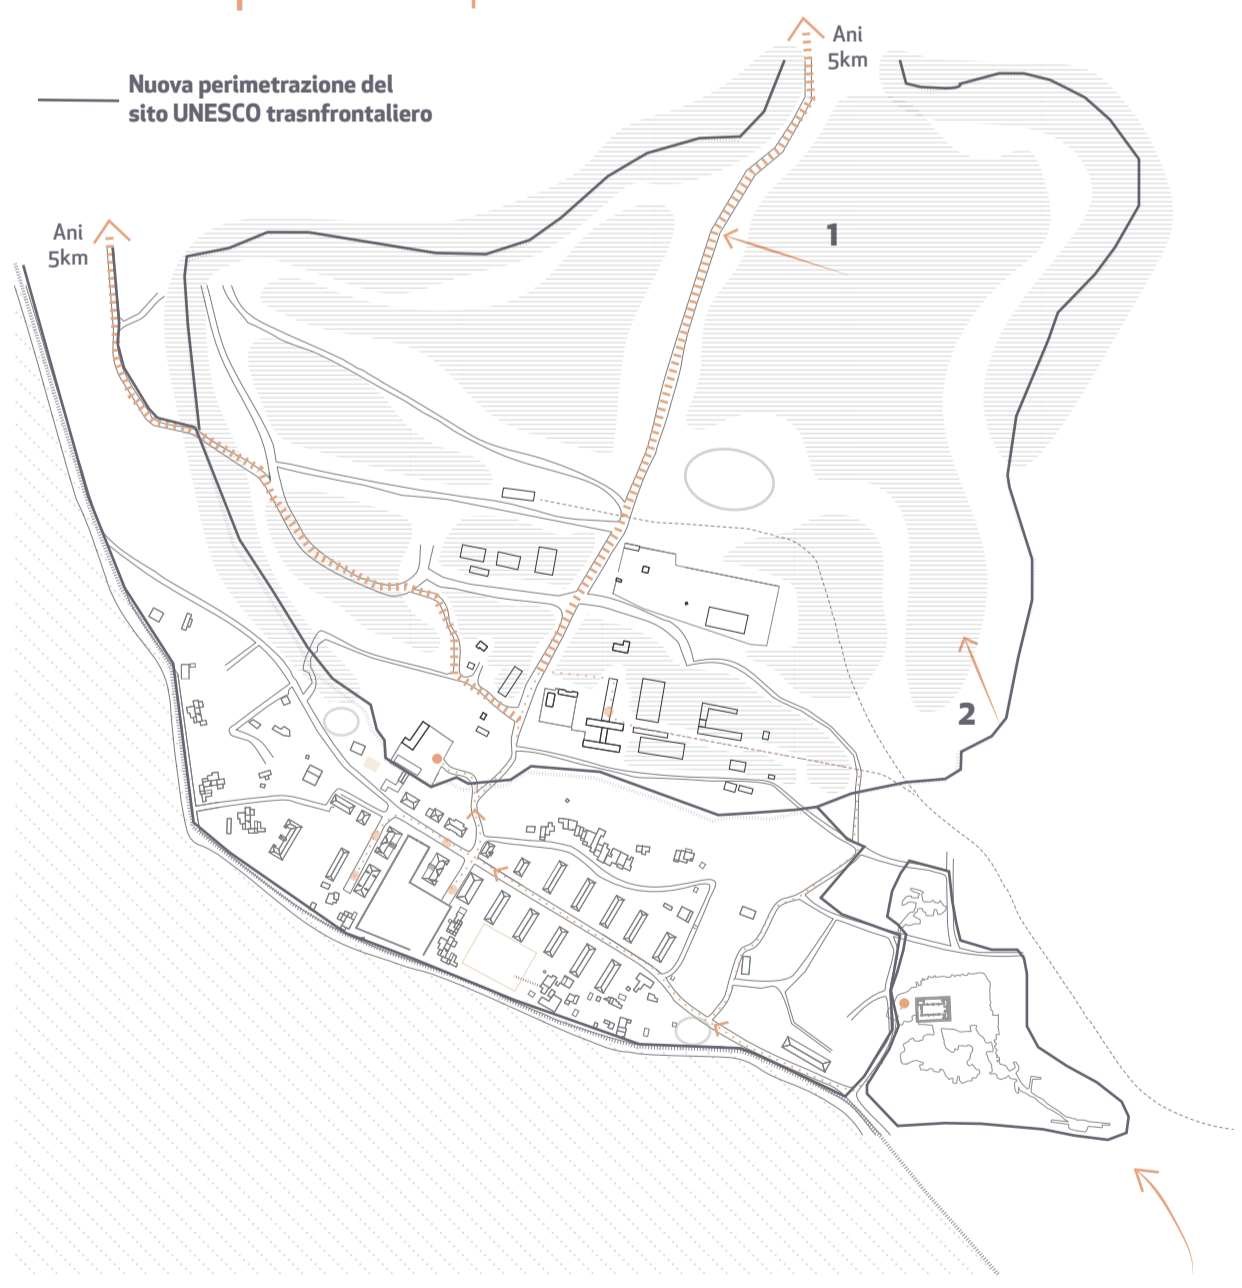 Ani
5km
Nuova perimetrazione del
sito UNESCO trasnfrontaliero
Ani
5km
1
2